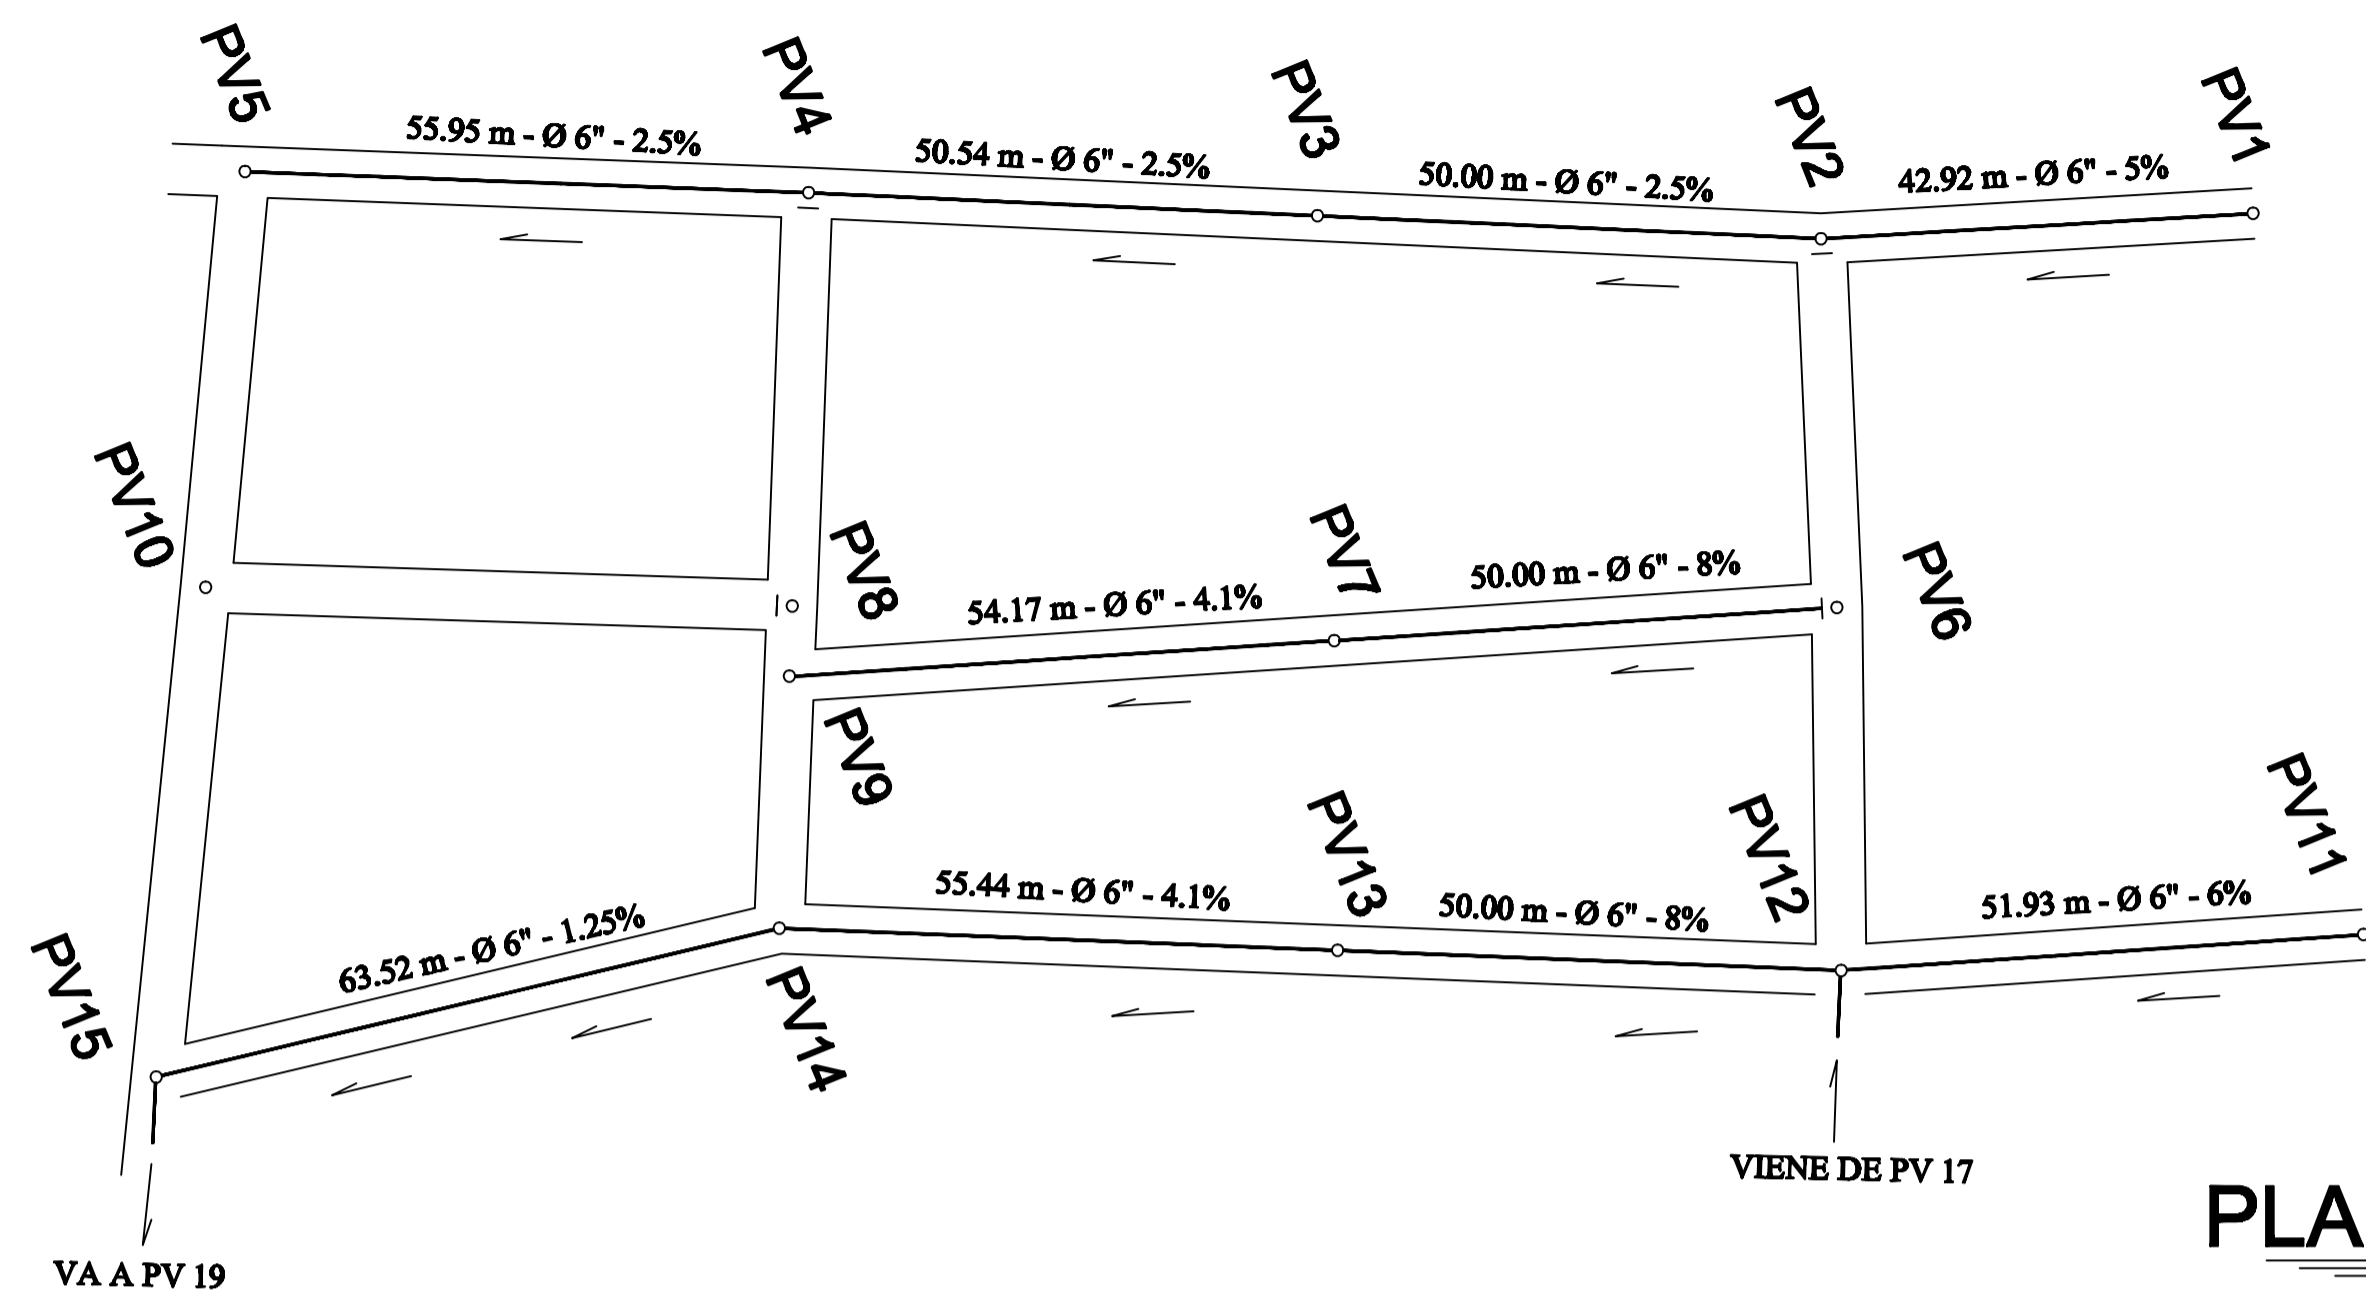 PV5
PV4
PV3
PV2
PV1
55.95 m - Ø 6" - 2.5%
50.54 m - Ø 6" - 2.5%
50.00 m - Ø 6" - 2.5%
42.92 m - Ø 6" - 5%
PV10
PV8
PV7
PV6
54.17 m - Ø 6" - 4.1%
50.00 m - Ø 6" - 8%
PV9
PV13
PV12
PV11
55.44 m - Ø 6" - 4.1%
50.00 m - Ø 6" - 8%
51.93 m - Ø 6" - 6%
63.52 m - Ø 6" - 1.25%
PV15
PV14
VIENE DE PV 17
VA A PV 19
PLA